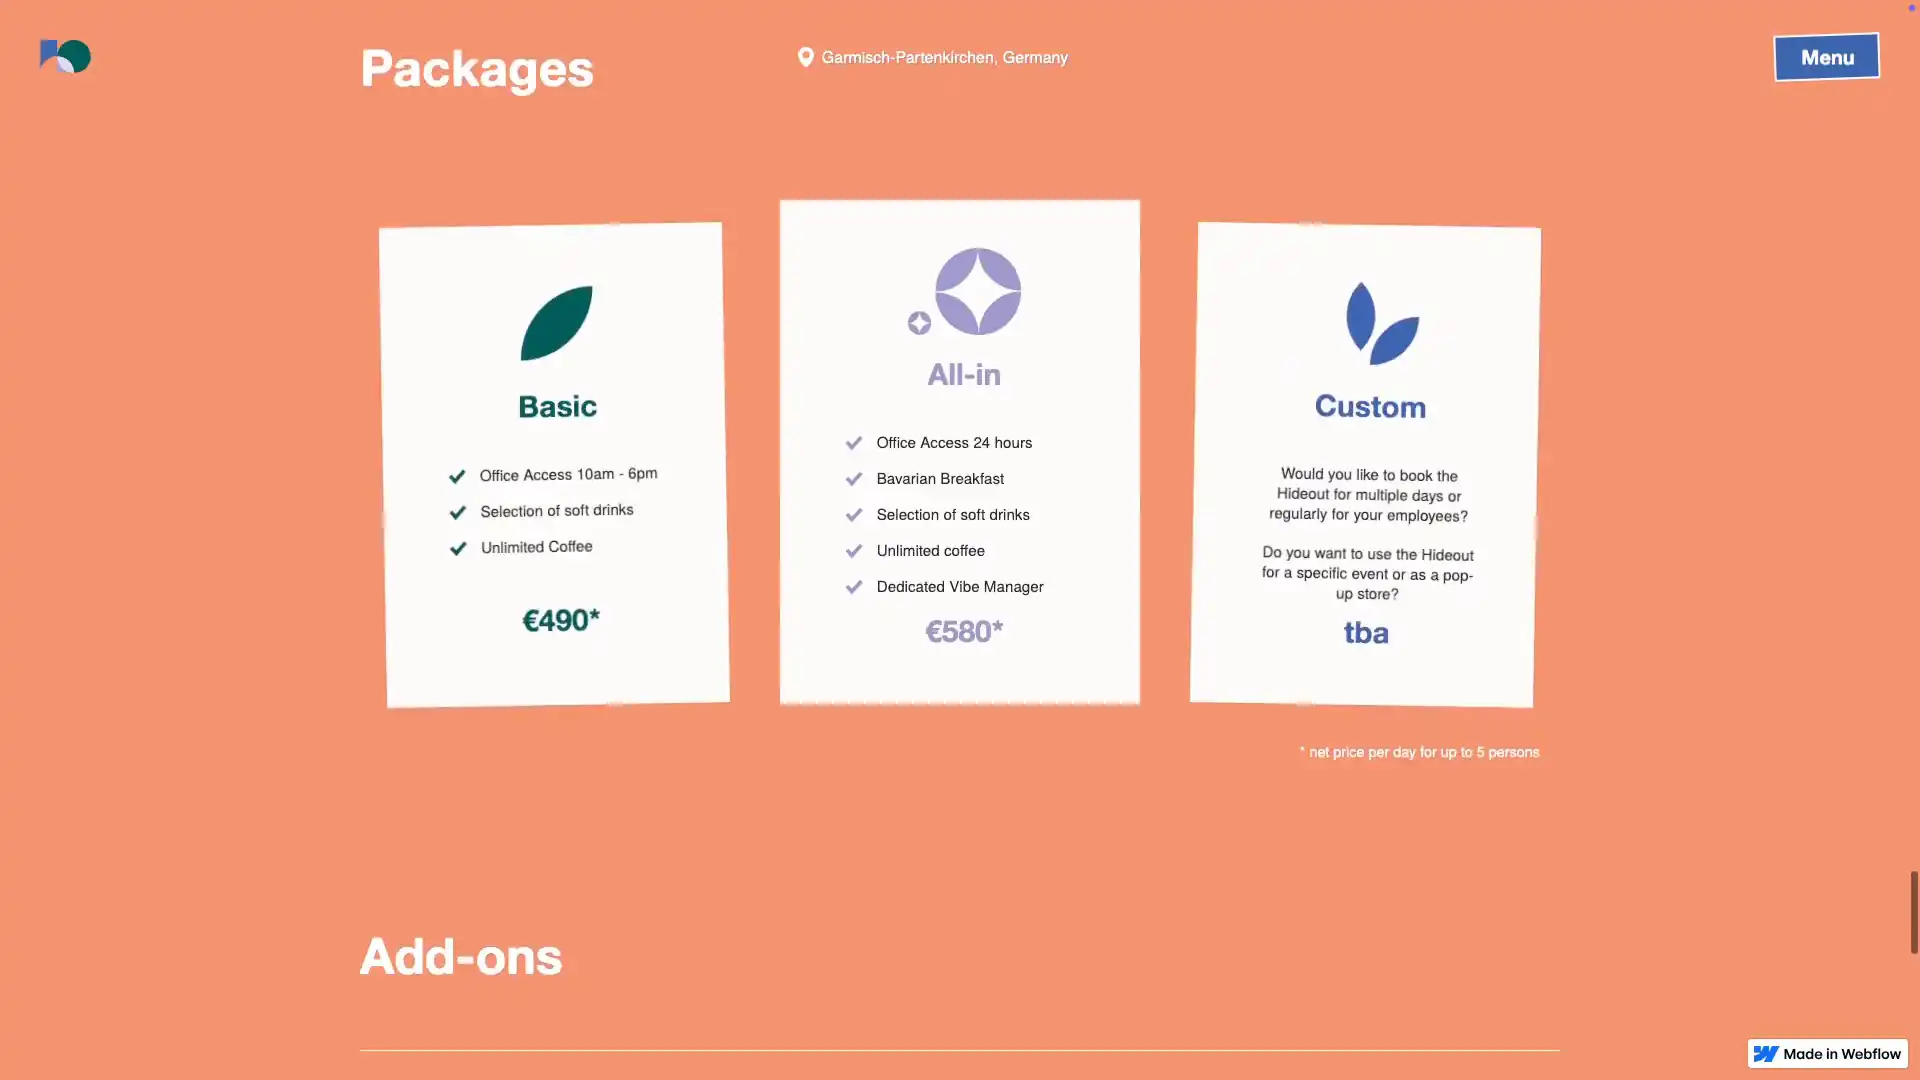 Packages
Garmisch-Partenkirchen, Germany
Menu
Basic
Office Access 10am - 6pm
Selection of soft drinks
Unlimited Coffee
€490*
All-in
Office Access 24 hours
Bavarian Breakfast
Selection of soft drinks
Unlimited coffee
Dedicated Vibe Manager
€580*
Custom
Would you like to book the
Hideout for multiple days or
regularly for your employees?
Do you want to use the Hideout
for a specific event or as a pop-
up store?
tba
* net price per day for up to 5 persons
Add-ons
Made in Webflow